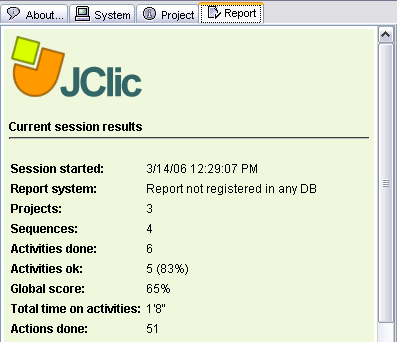 About... System Project Report
JClic
Current session results
Session started: 3/14/06 12:29:07 PM
Report system: Report not registered in any DB
Projects: 3
Sequences: 4
Activities done: 6
Activities ok: 5 (83%)
Global score: 65%
Total time on activities: 1'8"
Actions done: 51